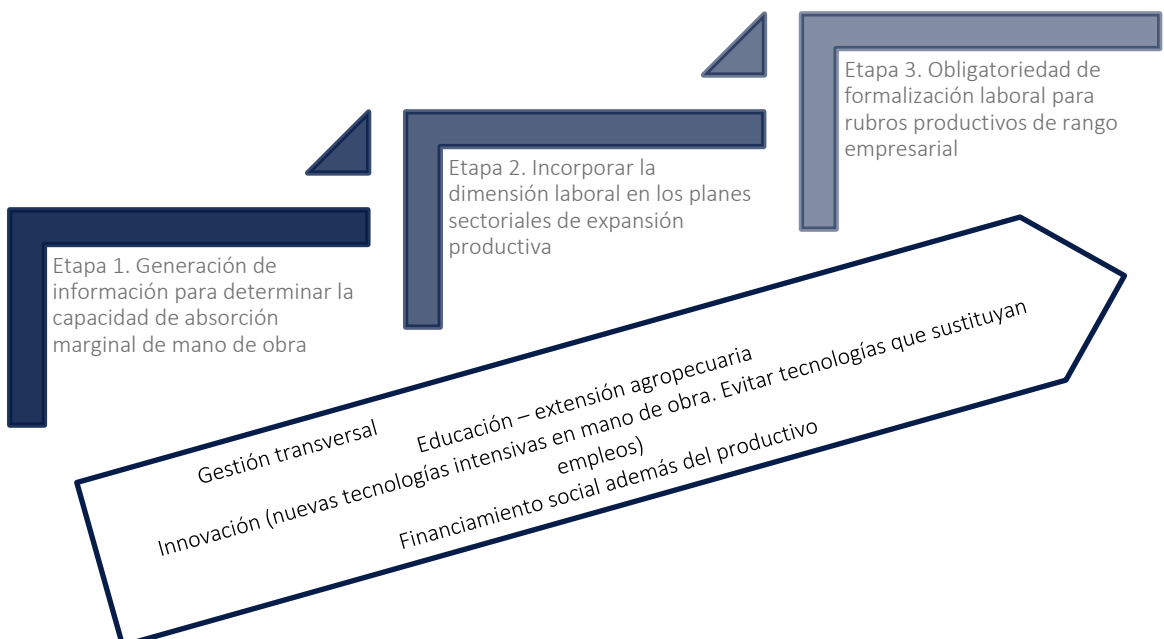 Etapa 1. Generación de
información para determinar la
capacidad de absorción
marginal de mano de obra
Etapa 2. Incorporar la
dimensión laboral en los planes
sectoriales de expansión
productiva
Etapa 3. Obligatoriedad de
formalización laboral para
rubros productivos de rango
empresarial
Gestión transversal Educación – extensión agropecuaria
Innovación (nuevas tecnologías intensivas en mano de obra. Evitar tecnologías que sustituyan
empleos)
Financiamiento social además del productivo